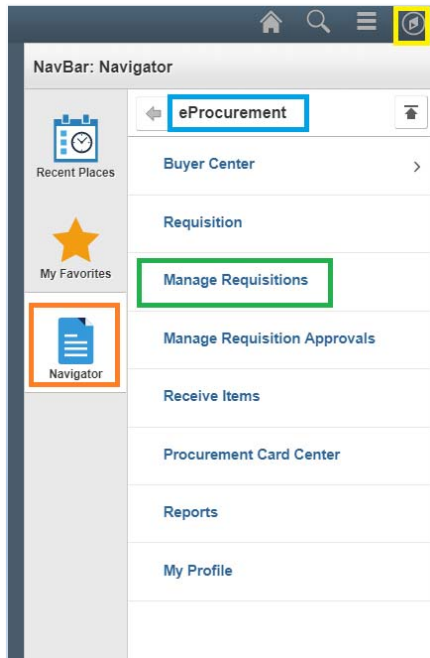 NavBar: Navigator
eProcurement
Recent Places
Buyer Center
Requisition
My Favorites
Manage Requisitions
Manage Requisition Approvals
Navigator
Receive Items
Procurement Card Center
Reports
My Profile